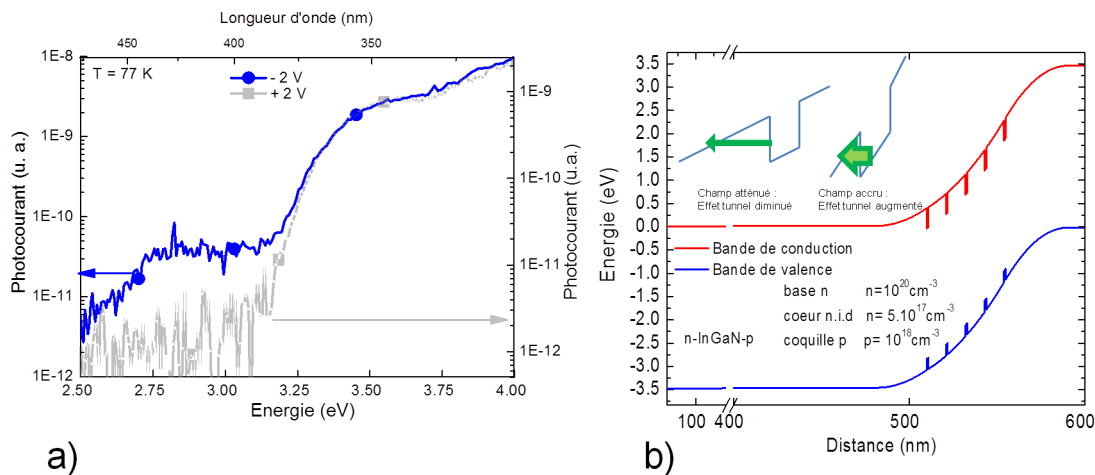 Longueur d'onde (nm)
450 400 350
T = 77 K
- 2 V
+ 2 V
1E-8
1E-9
1E-10
1E-11
1E-12
Photocourant (u. a.)
1E-9
1E-10
1E-11
1E-12
Photocourant (u.a.)
2.50 2.75 3.00 3.25 3.50 3.75 4.00
Energie (eV)
a)
3.5
3.0
2.5
2.0
1.5
1.0
0.5
0.0
-0.5
-1.0
-1.5
-2.0
-2.5
-3.0
-3.5
Energie (eV)
Champ atténué :
Effet tunnel diminué
Champ accru :
Effet tunnel augmenté
Bande de conduction
Bande de valence
base n n=10²⁰cm⁻³
coeur n.i.d n= 5.10¹⁷cm⁻³
n-InGaN-p coquille p p= 10¹⁸cm⁻³
100 400 500 600
Distance (nm)
b)